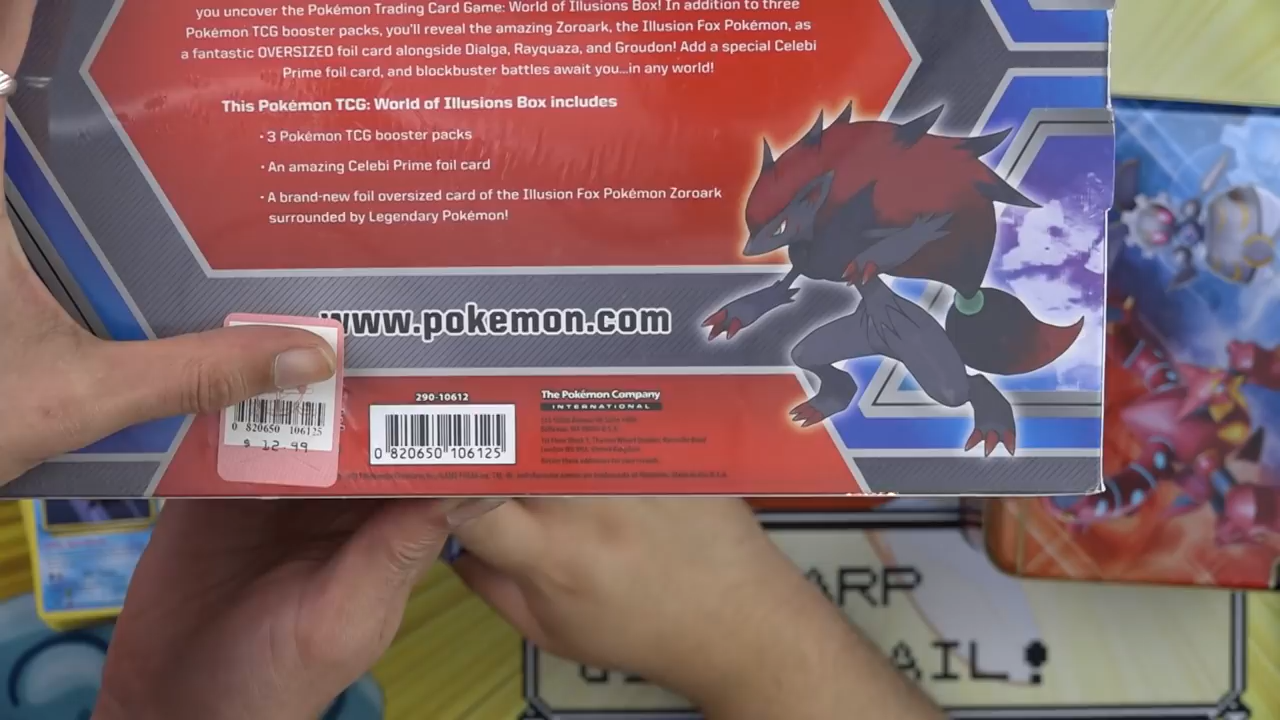 you uncover the Pokémon Trading Card Game: World of Illusions Box! In addition to three
Pokémon TCG booster packs, you'll reveal the amazing Zoroark, the Illusion Fox Pokémon, as
a fantastic OVERSIZED foil card alongside Dialga, Rayquaza, and Groudon! Add a special Celebi
Prime foil card, and blockbuster battles await you...in any world!
This Pokémon TCG: World of Illusions Box includes
• 3 Pokémon TCG booster packs
• An amazing Celebi Prime foil card
• A brand-new foil oversized card of the Illusion Fox Pokémon Zoroark
surrounded by Legendary Pokémon!
www.pokemon.com
0 820650 106125
$ 12.99
290-10612
0 820650 106125
The Pokémon Company
INTERNATIONAL
ARP
AIL!